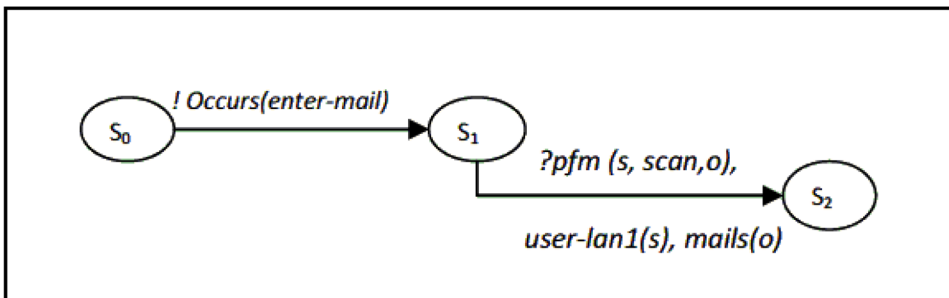 ! Occurs(enter-mail)
S₀
S₁
?pfm (s, scan,o),
S₂
user-lan1(s), mails(o)